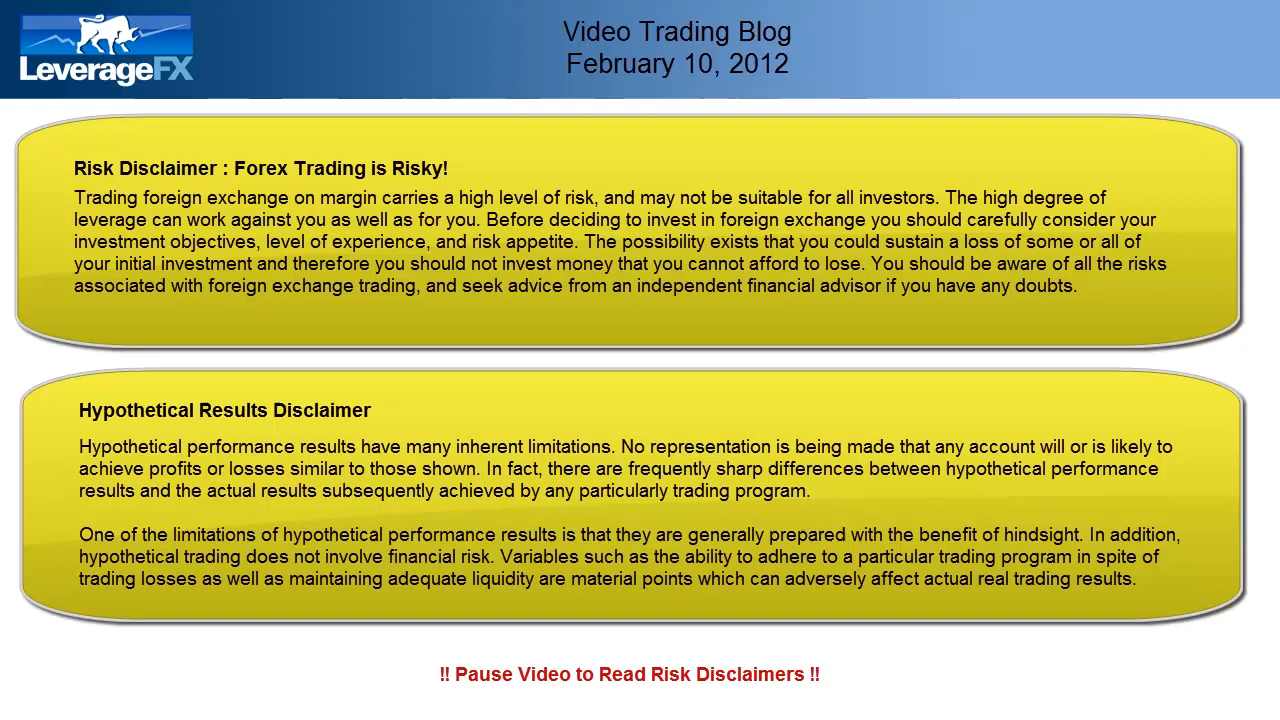 LeverageFX
Video Trading Blog
February 10, 2012
Risk Disclaimer : Forex Trading is Risky!
Trading foreign exchange on margin carries a high level of risk, and may not be suitable for all investors. The high degree of
leverage can work against you as well as for you. Before deciding to invest in foreign exchange you should carefully consider your
investment objectives, level of experience, and risk appetite. The possibility exists that you could sustain a loss of some or all of
your initial investment and therefore you should not invest money that you cannot afford to lose. You should be aware of all the risks
associated with foreign exchange trading, and seek advice from an independent financial advisor if you have any doubts.
Hypothetical Results Disclaimer
Hypothetical performance results have many inherent limitations. No representation is being made that any account will or is likely to
achieve profits or losses similar to those shown. In fact, there are frequently sharp differences between hypothetical performance
results and the actual results subsequently achieved by any particularly trading program.
One of the limitations of hypothetical performance results is that they are generally prepared with the benefit of hindsight. In addition,
hypothetical trading does not involve financial risk. Variables such as the ability to adhere to a particular trading program in spite of
trading losses as well as maintaining adequate liquidity are material points which can adversely affect actual real trading results.
!! Pause Video to Read Risk Disclaimers !!